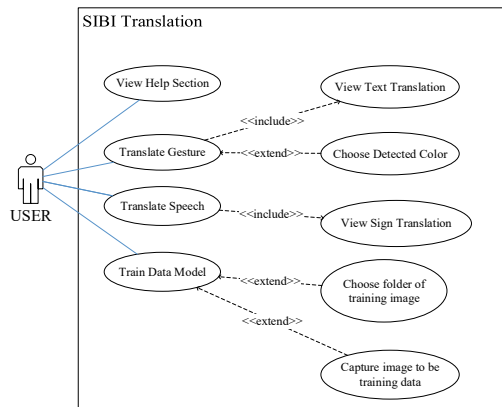 SIBI Translation
View Help Section
View Text Translation
<<include>>
Translate Gesture
<<extend>>
Choose Detected Color
USER
Translate Speech
<<include>>
View Sign Translation
Train Data Model
<<extend>>
Choose folder of
training image
<<extend>>
Capture image to be
training data